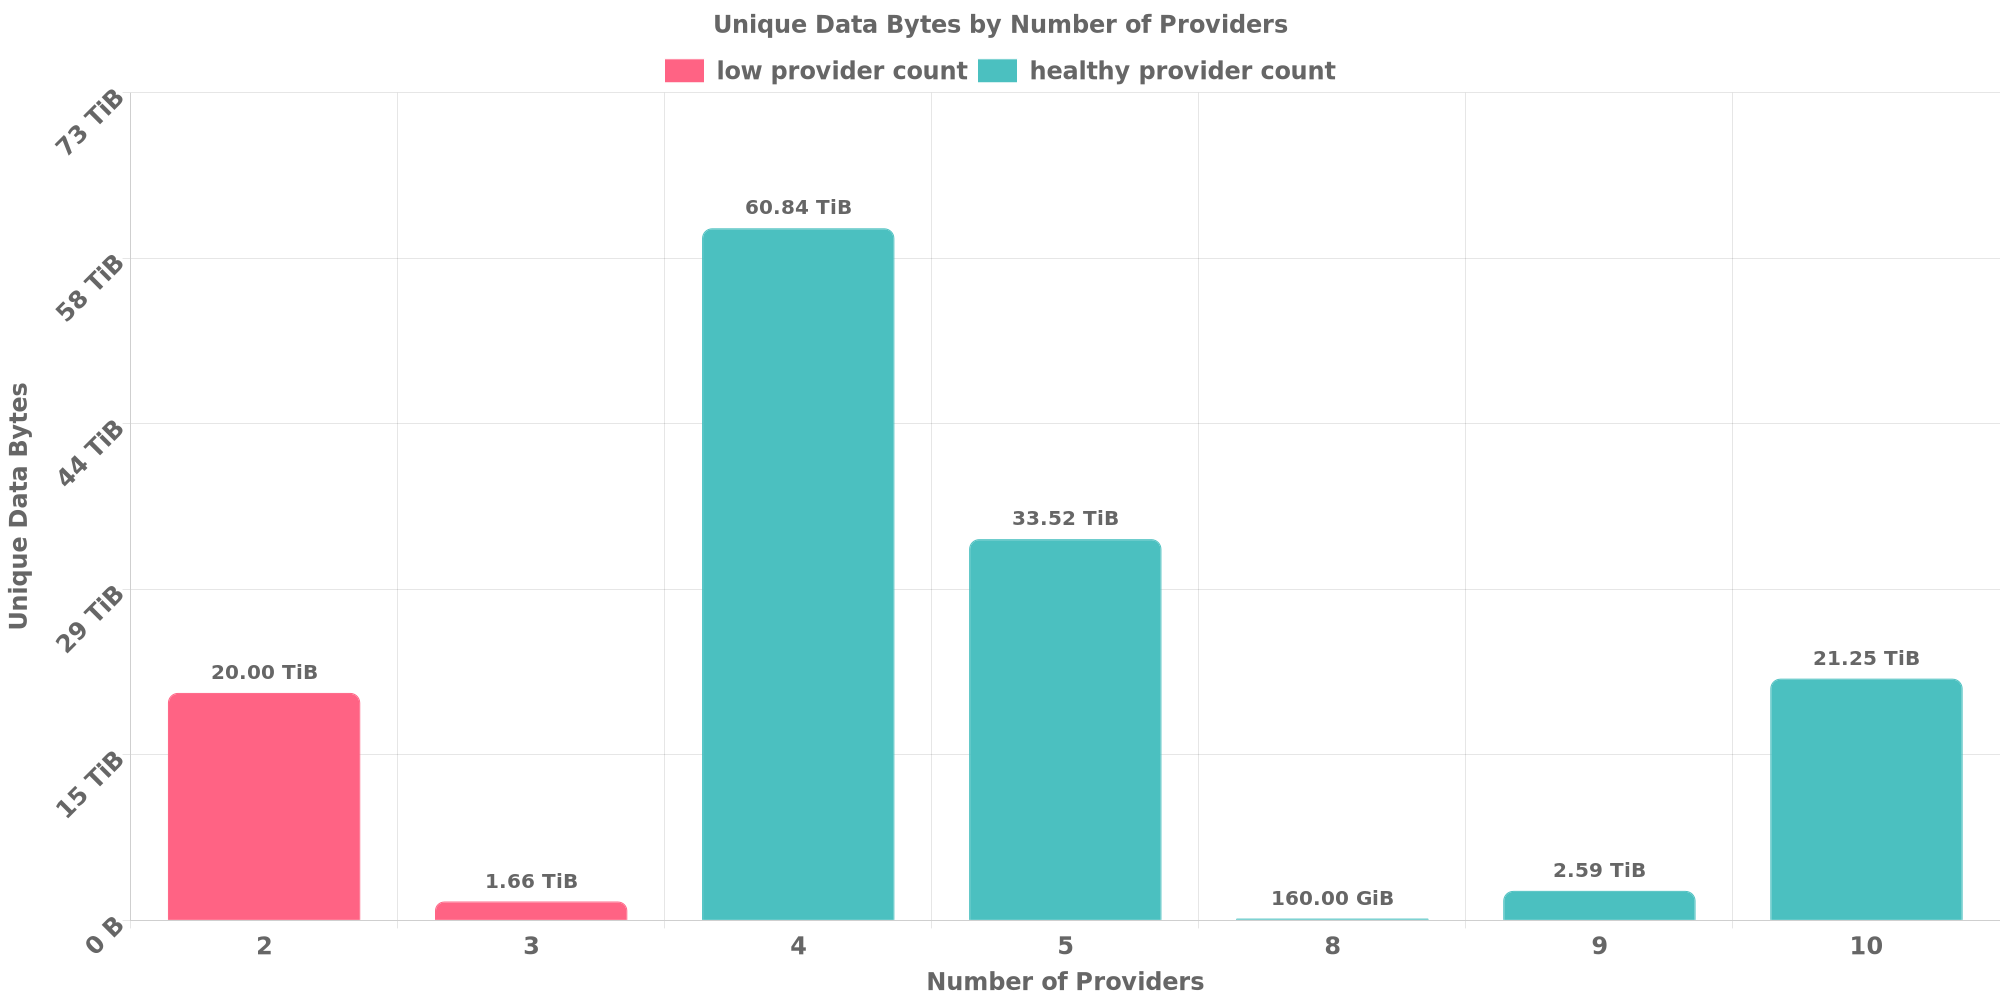 Unique Data Bytes by Number of Providers
low provider count healthy provider count
73 TiB
58 TiB
44 TiB
29 TiB
15 TiB
0 B
Unique Data Bytes
20.00 TiB
1.66 TiB
60.84 TiB
33.52 TiB
160.00 GiB
2.59 TiB
21.25 TiB
2 3 4 5 8 9 10
Number of Providers